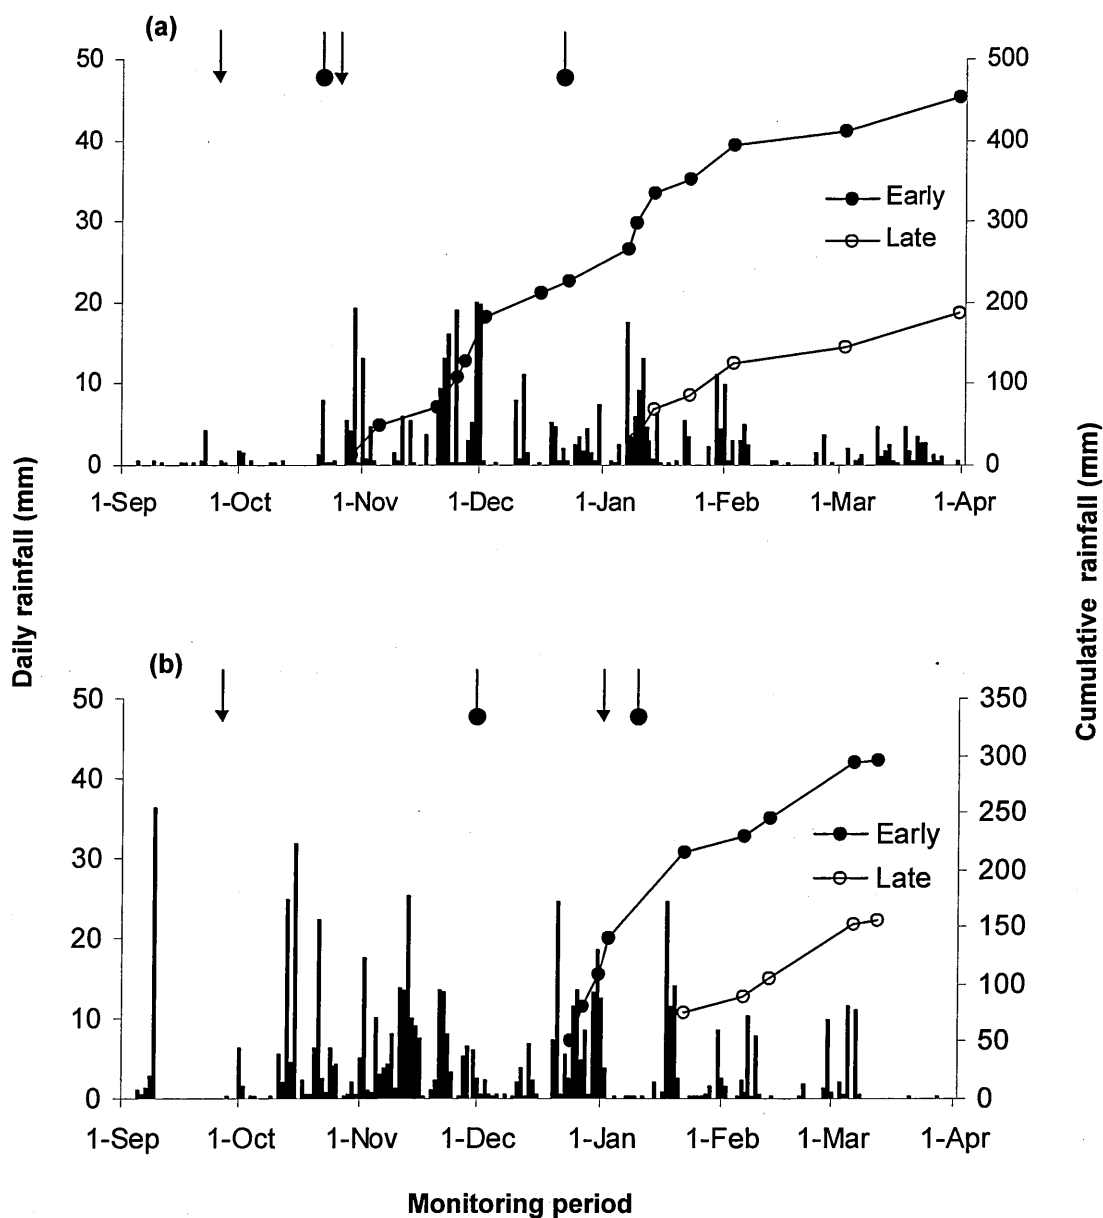 (a)
50
500
40
400
Early
30
300
Late
20
200
10
100
0
0
1-Sep
1-Oct
1-Nov
1-Dec
1-Jan
1-Feb
1-Mar
1-Apr
Daily rainfall (mm)
Cumulative rainfall (mm)
(b)
50
350
40
300
250
Early
30
200
Late
20
150
100
10
50
0
0
1-Sep
1-Oct
1-Nov
1-Dec
1-Jan
1-Feb
1-Mar
1-Apr
Monitoring period